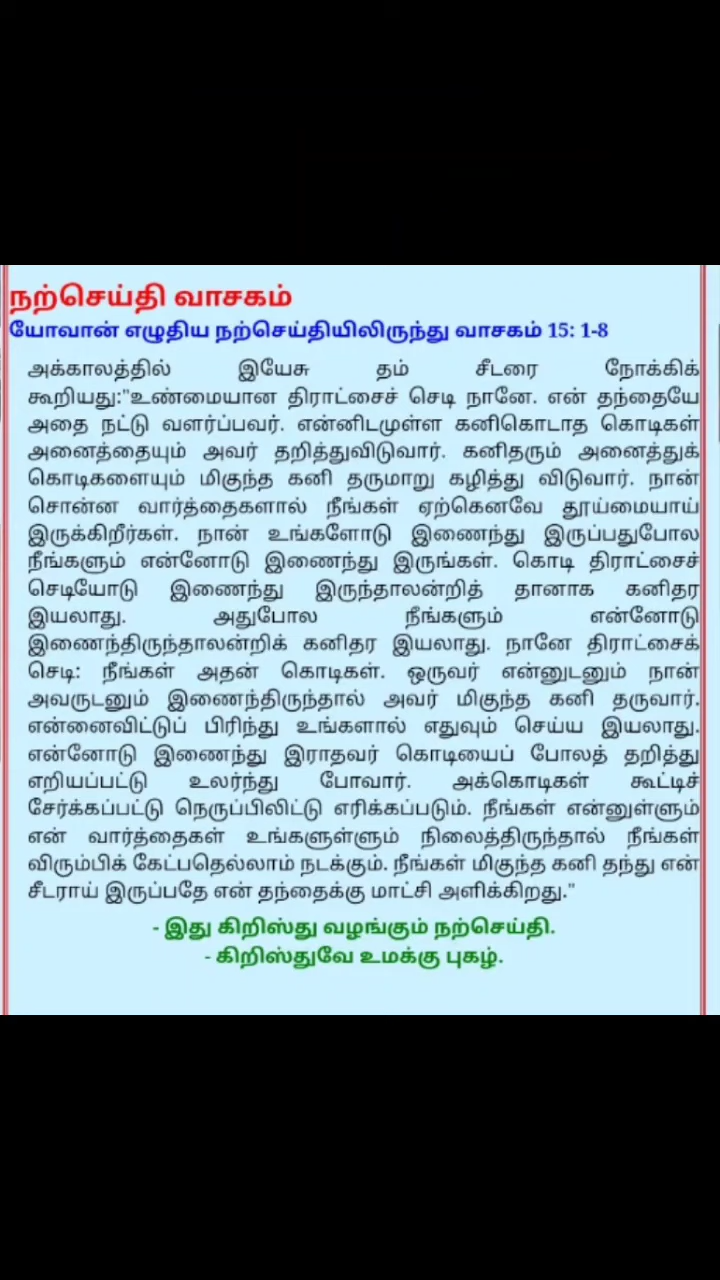 நற்செய்தி வாசகம்
யோவான் எழுதிய நற்செய்தியிலிருந்து வாசகம் 15: 1-8
அக்காலத்தில் இயேசு தம் சீடரை நோக்கிக்
கூறியது:"உண்மையான திராட்சைச் செடி நானே. என் தந்தையே
அதை நட்டு வளர்ப்பவர். என்னிடமுள்ள கனிகொடாத கொடிகள்
அனைத்தையும் அவர் தறித்துவிடுவார். கனிதரும் அனைத்துக்
கொடிகளையும் மிகுந்த கனி தருமாறு கழித்து விடுவார். நான்
சொன்ன வார்த்தைகளால் நீங்கள் ஏற்கெனவே தூய்மையாய்
இருக்கிறீர்கள். நான் உங்களோடு இணைந்து இருப்பதுபோல
நீங்களும் என்னோடு இணைந்து இருங்கள். கொடி திராட்சைச்
செடியோடு இணைந்து இருந்தாலன்றித் தானாக கனிதர
இயலாது. அதுபோல நீங்களும் என்னோடு
இணைந்திருந்தாலன்றிக் கனிதர இயலாது. நானே திராட்சைக்
செடி: நீங்கள் அதன் கொடிகள். ஒருவர் என்னுடனும் நான்
அவருடனும் இணைந்திருந்தால் அவர் மிகுந்த கனி தருவார்.
என்னைவிட்டுப் பிரிந்து உங்களால் எதுவும் செய்ய இயலாது.
என்னோடு இணைந்து இராதவர் கொடியைப் போலத் தறித்து
எறியப்பட்டு உலர்ந்து போவார். அக்கொடிகள் கூட்டிச்
சேர்க்கப்பட்டு நெருப்பிலிட்டு எரிக்கப்படும். நீங்கள் என்னுள்ளும்
என் வார்த்தைகள் உங்களுள்ளும் நிலைத்திருந்தால் நீங்கள்
விரும்பிக் கேட்பதெல்லாம் நடக்கும். நீங்கள் மிகுந்த கனி தந்து என்
சீடராய் இருப்பதே என் தந்தைக்கு மாட்சி அளிக்கிறது."
- இது கிறிஸ்து வழங்கும் நற்செய்தி.
- கிறிஸ்துவே உமக்கு புகழ்.